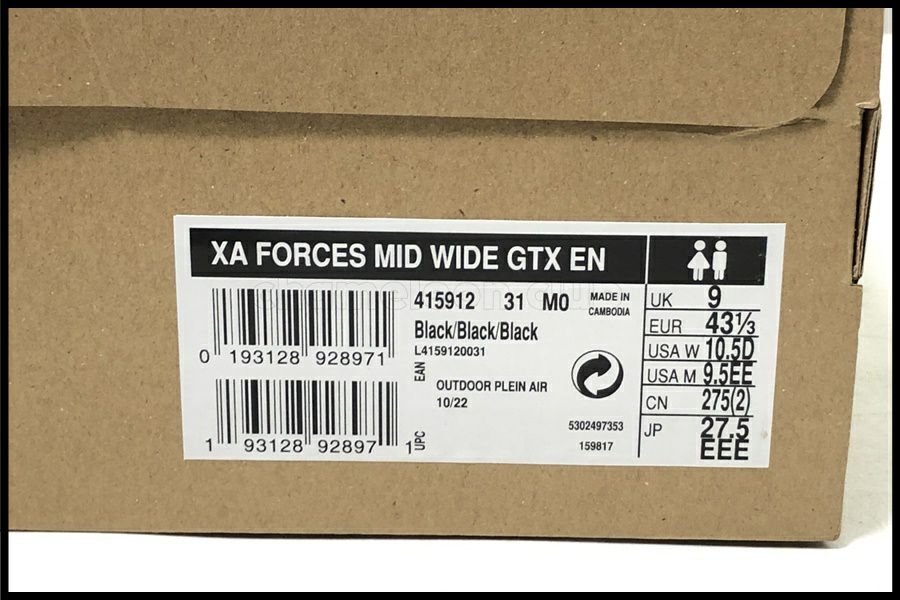 XA FORCES MID WIDE GTX EN
415912 31 M0
MADE IN
CAMBODIA
Black/Black/Black
L4159120031
0 193128 928971
EAN
OUTDOOR PLEIN AIR
10/22
1 93128 92897 1
UPC
5302497353
159817
UK 9
EUR 43⅓
USA W 10.5D
USA M 9.5EE
CN 275(2)
JP 27.5
EEE